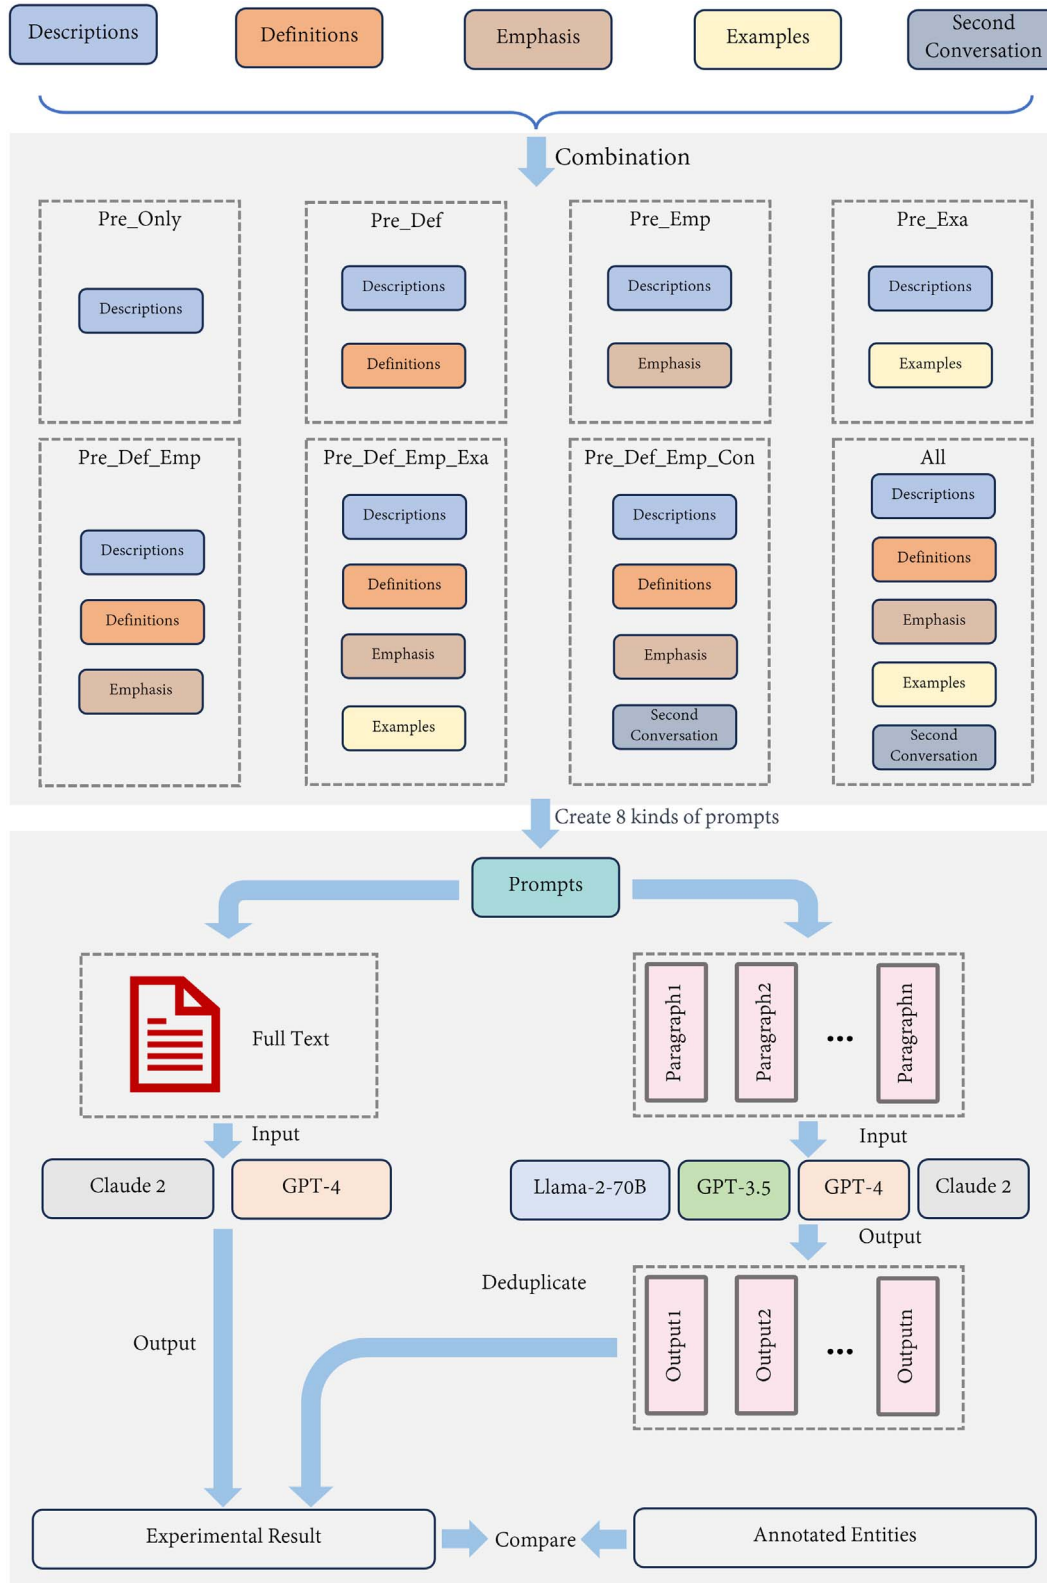 Descriptions
Definitions
Emphasis
Examples
Second
Conversation
Combination
Pre_Only
Descriptions
Pre_Def
Descriptions
Definitions
Pre_Emp
Descriptions
Emphasis
Pre_Exa
Descriptions
Examples
Pre_Def_Emp
Descriptions
Definitions
Emphasis
Pre_Def_Emp_Exa
Descriptions
Definitions
Emphasis
Examples
Pre_Def_Emp_Con
Descriptions
Definitions
Emphasis
Second
Conversation
All
Descriptions
Definitions
Emphasis
Examples
Second
Conversation
Create 8 kinds of prompts
Prompts
Full Text
Input
Claude 2
GPT-4
Output
Paragraph1
Paragraph2
...
Paragraphn
Input
Llama-2-70B
GPT-3.5
GPT-4
Claude 2
Output
Deduplicate
Output1
Output2
...
Outputn
Experimental Result
Compare
Annotated Entities